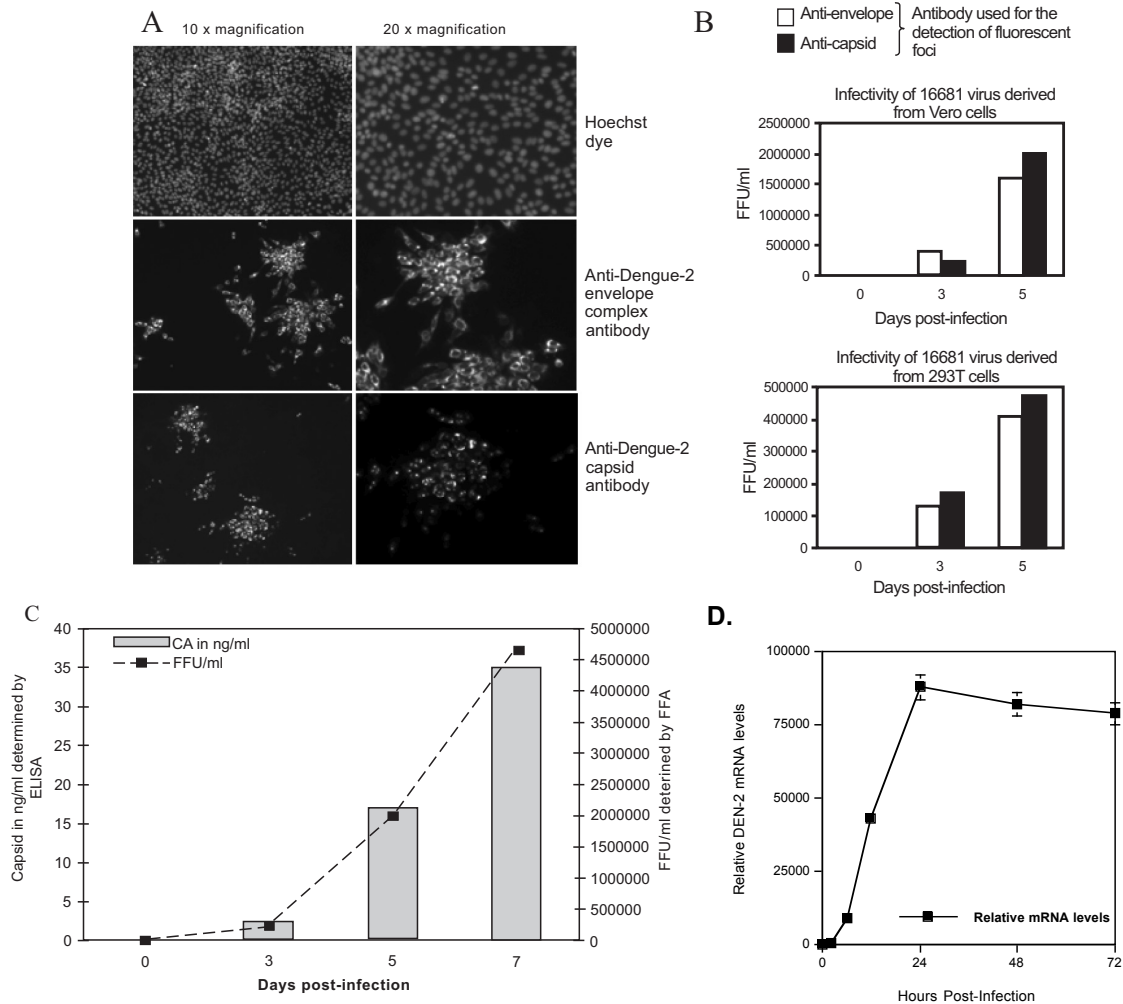 A
10 x magnification
20 x magnification
Hoechst
dye
Anti-Dengue-2
envelope
complex
antibody
Anti-Dengue-2
capsid
antibody
B
Anti-envelope
Anti-capsid
Antibody used for the
detection of fluorescent
foci
Infectivity of 16681 virus derived
from Vero cells
2500000
2000000
1500000
1000000
500000
0
FFU/ml
0 3 5
Days post-infection
Infectivity of 16681 virus derived
from 293T cells
500000
400000
300000
200000
100000
0
FFU/ml
0 3 5
Days post-infection
C
CA in ng/ml
FFU/ml
40
35
30
25
20
15
10
5
0
Capsid in ng/ml determined by
ELISA
5000000
4500000
4000000
3500000
3000000
2500000
2000000
1500000
1000000
500000
0
FFU/ml deterined by FFA
0 3 5 7
Days post-infection
D.
100000
75000
50000
25000
0
Relative DEN-2 mRNA levels
Relative mRNA levels
0 24 48 72
Hours Post-Infection